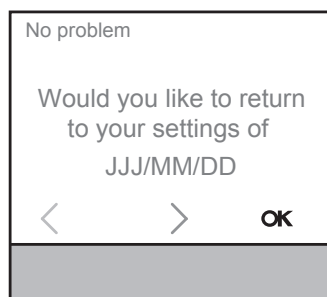 No problem
Would you like to return
to your settings of
JJJ/MM/DD
< > OK